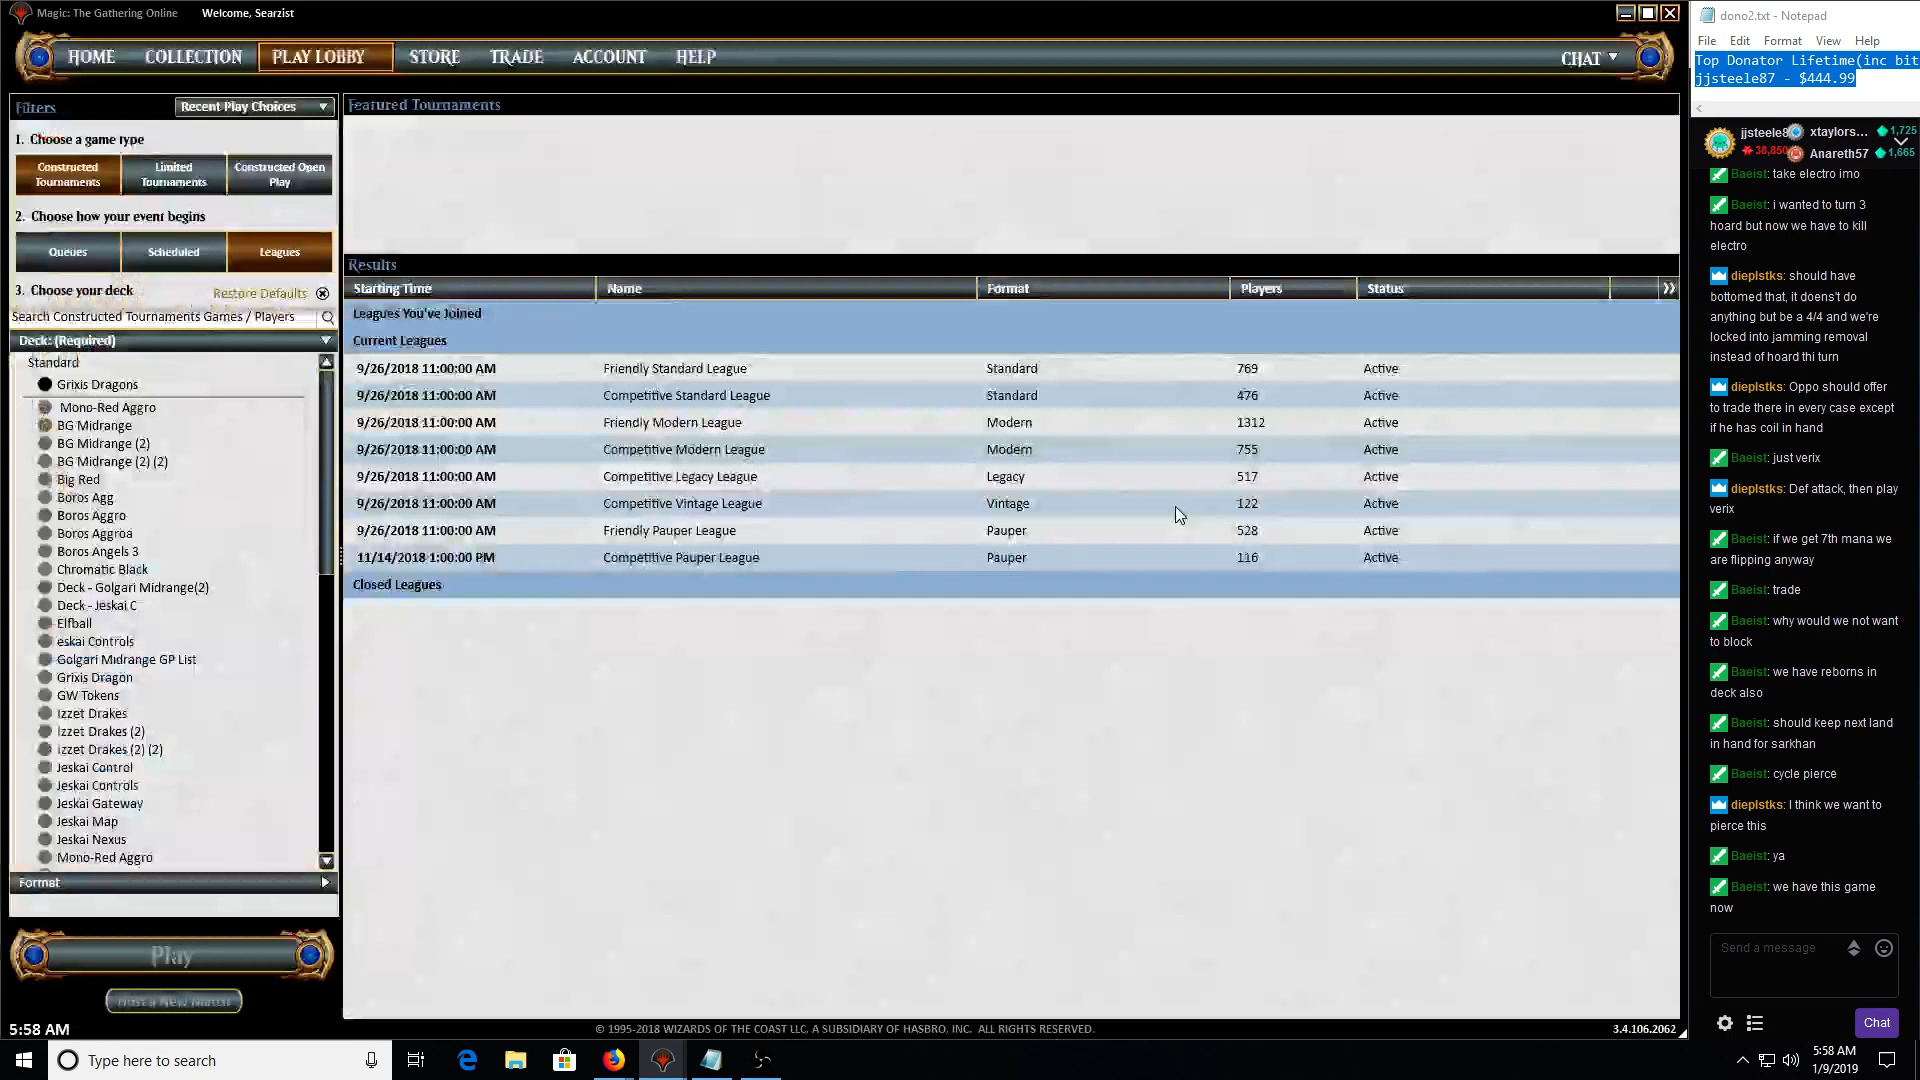 Magic: The Gathering Online Welcome, Searzist
HOME COLLECTION PLAY LOBBY STORE TRADE ACCOUNT HELP CHAT
Filters Recent Play Choices
1. Choose a game type
Constructed Tournaments
Limited Tournaments
Constructed Open Play
2. Choose how your event begins
Queues Scheduled Leagues
3. Choose your deck Restore Defaults
Search Constructed Tournaments Games / Players
Deck: (Required)
Standard
Grixis Dragons
Mono-Red Aggro
BG Midrange
BG Midrange (2)
BG Midrange (2) (2)
Big Red
Boros Agg
Boros Aggro
Boros Aggroa
Boros Angels 3
Chromatic Black
Deck - Golgari Midrange(2)
Deck - Jeskai C
Elfball
eskai Controls
Golgari Midrange GP List
Grixis Dragon
GW Tokens
Izzet Drakes
Izzet Drakes (2)
Izzet Drakes (2) (2)
Jeskai Control
Jeskai Controls
Jeskai Gateway
Jeskai Map
Jeskai Nexus
Mono-Red Aggro
Format
Play
Host a New Match
5:58 AM
Featured Tournaments
Results
Starting Time Name Format Players Status
Leagues You've Joined
Current Leagues
9/26/2018 11:00:00 AM Friendly Standard League Standard 769 Active
9/26/2018 11:00:00 AM Competitive Standard League Standard 476 Active
9/26/2018 11:00:00 AM Friendly Modern League Modern 1312 Active
9/26/2018 11:00:00 AM Competitive Modern League Modern 755 Active
9/26/2018 11:00:00 AM Competitive Legacy League Legacy 517 Active
9/26/2018 11:00:00 AM Competitive Vintage League Vintage 122 Active
9/26/2018 11:00:00 AM Friendly Pauper League Pauper 528 Active
11/14/2018 1:00:00 PM Competitive Pauper League Pauper 116 Active
Closed Leagues
© 1995-2018 WIZARDS OF THE COAST LLC, A SUBSIDIARY OF HASBRO, INC. ALL RIGHTS RESERVED.
3.4.106.2062
dono2.txt - Notepad
File Edit Format View Help
Top Donator Lifetime(inc bit
jjsteele87 - $444.99
jjsteele8 xtaylors... 1,725
38,850 Anareth57 1,665
Baeist: take electro imo
Baeist: i wanted to turn 3
hoard but now we have to kill
electro
dieplstks: should have
bottomed that, it doens't do
anything but be a 4/4 and we're
locked into jamming removal
instead of hoard thi turn
dieplstks: Oppo should offer
to trade there in every case except
if he has coil in hand
Baeist: just verix
dieplstks: Def attack, then play
verix
Baeist: if we get 7th mana we
are flipping anyway
Baeist: trade
Baeist: why would we not want
to block
Baeist: we have reborns in
deck also
Baeist: should keep next land
in hand for sarkhan
Baeist: cycle pierce
dieplstks: I think we want to
pierce this
Baeist: ya
Baeist: we have this game
now
Send a message
Chat
Type here to search
5:58 AM
1/9/2019